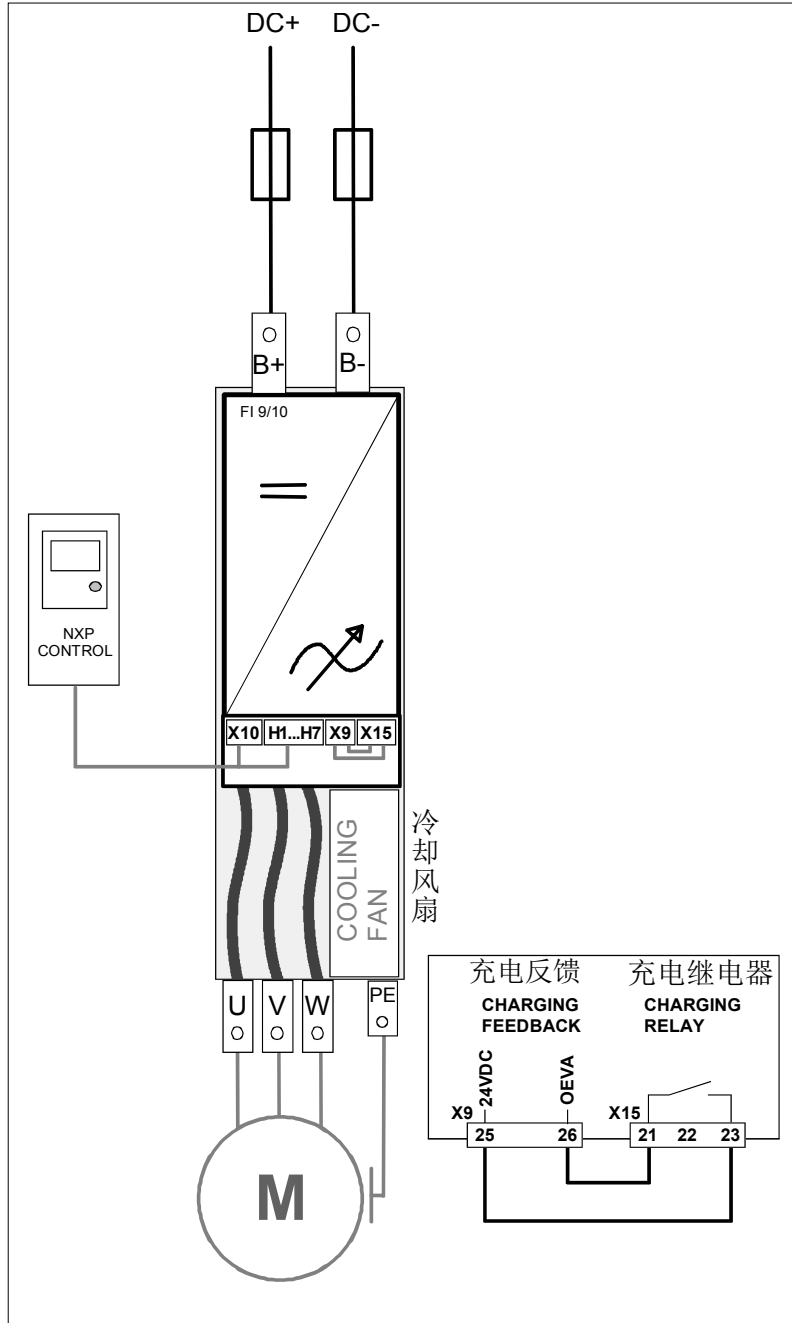 DC+ DC-
B+ B-
FI 9/10
NXP
CONTROL
X10 H1...H7 X9 X15
COOLING
FAN
冷却风扇
U V W PE
M
充电反馈 充电继电器
CHARGING
FEEDBACK
CHARGING
RELAY
24VDC
OEVA
X9 X15
25 26 21 22 23